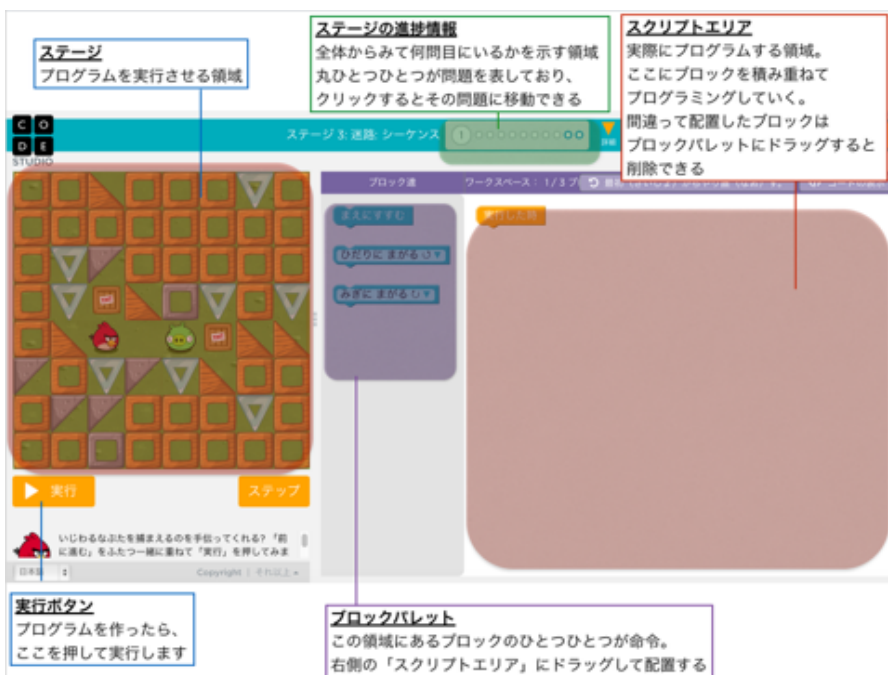 ステージ
プログラムを実行させる領域
ステージの進捗情報
全体からみて何問目にいるかを示す領域
丸ひとつひとつが問題を表しており、
クリックするとその問題に移動できる
スクリプトエリア
実際にプログラムする領域。
ここにブロックを積み重ねて
プログラミングしていく。
間違って配置したブロックは
ブロックパレットにドラッグすると
削除できる
C O
D E
STUDIO
ステージ 3: 迷路: シーケンス
1
詳細
ブロック達
ワークスペース: 1 / 3 ブ
まえにすすむ
ひだりに まがる
みぎに まがる
実行した時
実行
ステップ
いじわるなぶたを捕まえるのを手伝ってくれる? 「前
に進む」をふたつ一緒に重ねて「実行」を押してみま
日本語
Copyright | それ以上
実行ボタン
プログラムを作ったら、
ここを押して実行します
ブロックパレット
この領域にあるブロックのひとつひとつが命令。
右側の「スクリプトエリア」にドラッグして配置する